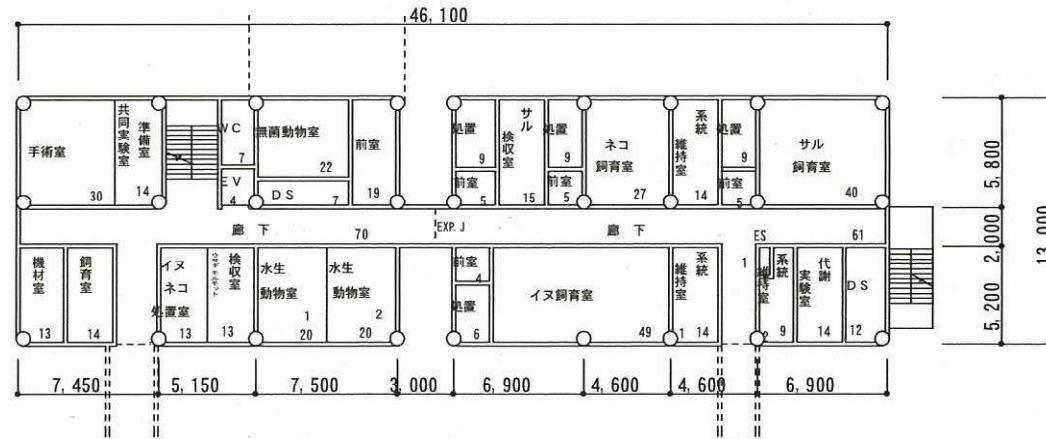 46,100
手術室
30
共同実験室
準備室
14
WC
7
EV
4
無菌動物室
22
DS
7
前室
19
処置
9
前室
5
サル
検収室
15
処置
9
前室
5
ネコ
飼育室
27
系統
維持室
14
処置
9
前室
5
サル
飼育室
40
廊下
70
EXP.J
廊下
61
ES
1
機材室
13
飼育室
14
イヌ
ネコ
処置室
13
ウサギモルモット
検収室
13
水生
動物室
1
20
水生
動物室
2
20
前室
4
処置
6
イヌ飼育室
49
系統
維持室
1
14
系統
維持室
2
9
代謝
実験室
14
DS
12
5,800
2,000
5,200
13,000
7,450
5,150
7,500
3,000
6,900
4,600
4,600
6,900